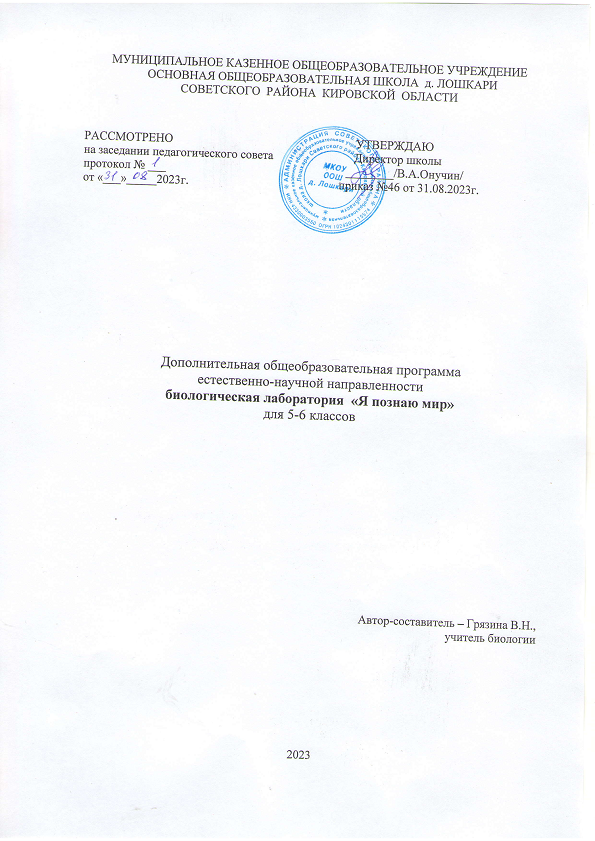 МУНИЦИПАЛЬНОЕ КАЗЕННОЕ ОБЩЕОБРАЗОВАТЕЛЬНОЕ УЧРЕЖДЕНИЕ
ОСНОВНАЯ ОБЩЕОБРАЗОВАТЕЛЬНАЯ ШКОЛА д. ЛОШКАРИ
СОВЕТСКОГО РАЙОНА КИРОВСКОЙ ОБЛАСТИ
РАССМОТРЕНО
на заседании педагогического совета
протокол № 1
от «31» 08 2023г.
УТВЕРЖДАЮ
Директор школы
/В.А.Онучин/
приказ №46 от 31.08.2023г.
МКОУ
ООШ
д. Лошкари
Дополнительная общеобразовательная программа
естественно-научной направленности
биологическая лаборатория «Я познаю мир»
для 5-6 классов
Автор-составитель – Грязина В.Н.,
учитель биологии
2023